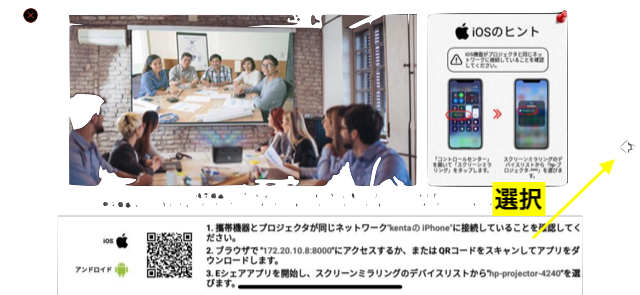 iOSのヒント
iOS機器がプロジェクタと同じネッ
トワークに接続していることを確認
してください。
「コントロールセンター」
を開いて「スクリーンミラ
リング」をタップします。
スクリーンミラリングのデ
バイスリストから「hp-プ
ロジェクター
を選びま
す。
選択
iOS
アンドロイド
1. 携帯機器とプロジェクタが同じネットワーク"kentaの iPhone"に接続していることを確認してく
ださい。
2. ブラウザで "172.20.10.8:8000"にアクセスするか、または QRコードをスキャンしてアプリをダ
ウンロードします。
3. Eシェアアプリを開始し、スクリーンミラリングのデバイスリストから"hp-projector-4240"を選
びます。